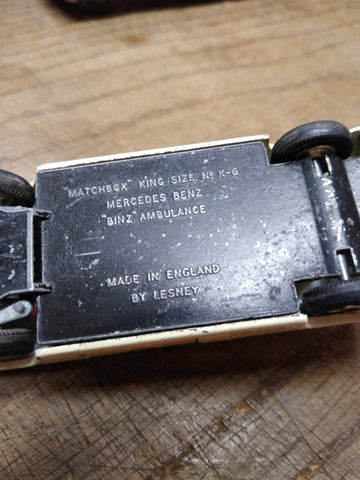 "MATCHBOX" KING SIZE Nº K-6
MERCEDES BENZ
"BINZ" AMBULANCE
MADE IN ENGLAND
BY LESNEY